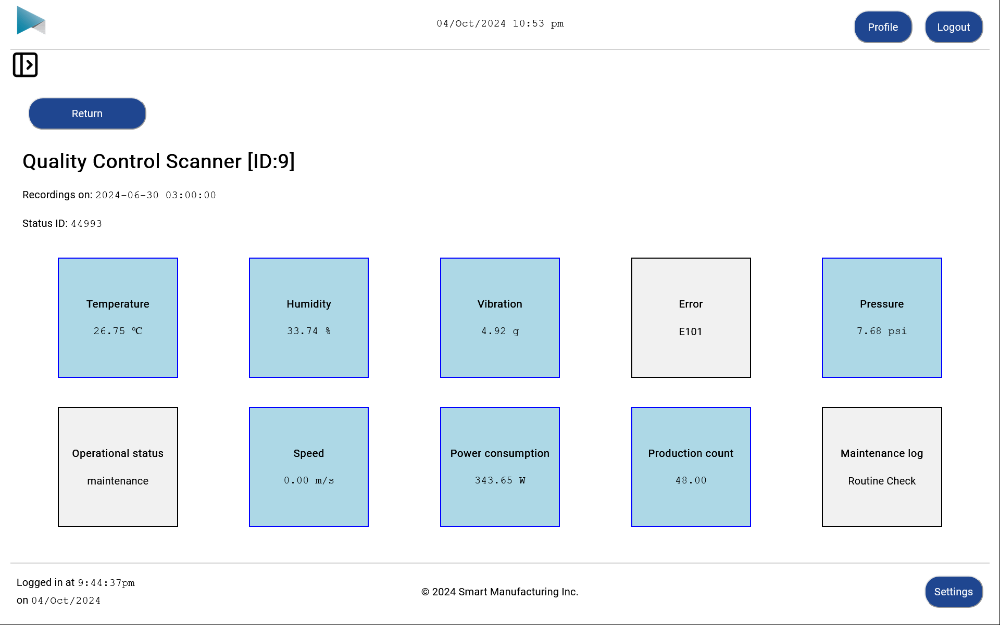 04/Oct/2024 10:53 pm
Profile
Logout
Return
Quality Control Scanner [ID:9]
Recordings on: 2024-06-30 03:00:00
Status ID: 44993
Temperature
26.75 ℃
Humidity
33.74 %
Vibration
4.92 g
Error
E101
Pressure
7.68 psi
Operational status
maintenance
Speed
0.00 m/s
Power consumption
343.65 W
Production count
48.00
Maintenance log
Routine Check
Logged in at 9:44:37pm
on 04/Oct/2024
© 2024 Smart Manufacturing Inc.
Settings